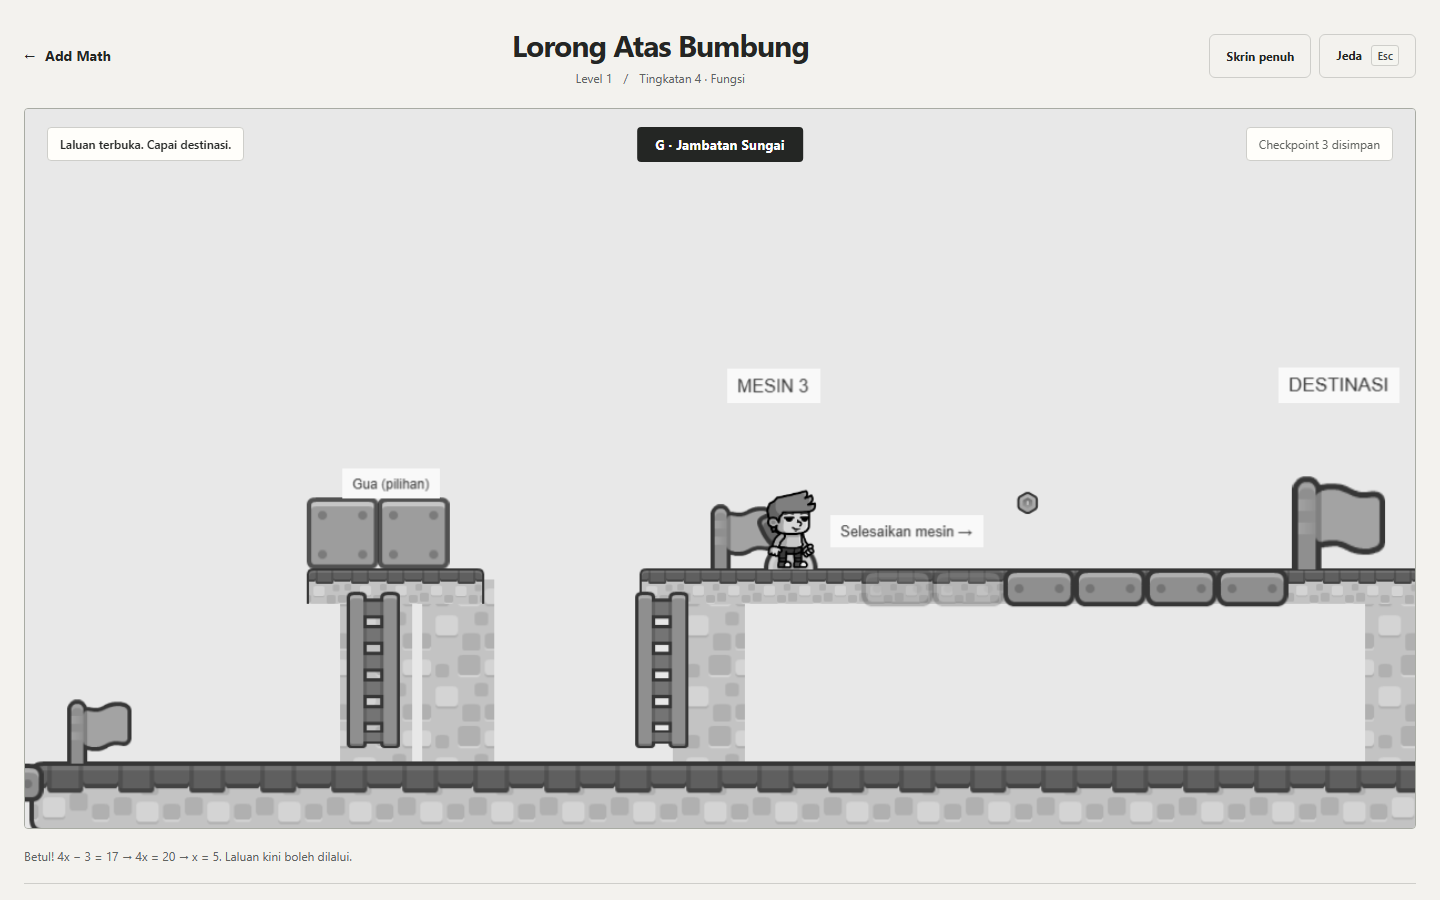 ← Add Math
Lorong Atas Bumbung
Level 1 / Tingkatan 4 · Fungsi
Skrin penuh
Jeda Esc
Laluan terbuka. Capai destinasi.
G · Jambatan Sungai
Checkpoint 3 disimpan
MESIN 3
DESTINASI
Gua (pilihan)
Selesaikan mesin →
Betul! 4x − 3 = 17 → 4x = 20 → x = 5. Laluan kini boleh dilalui.